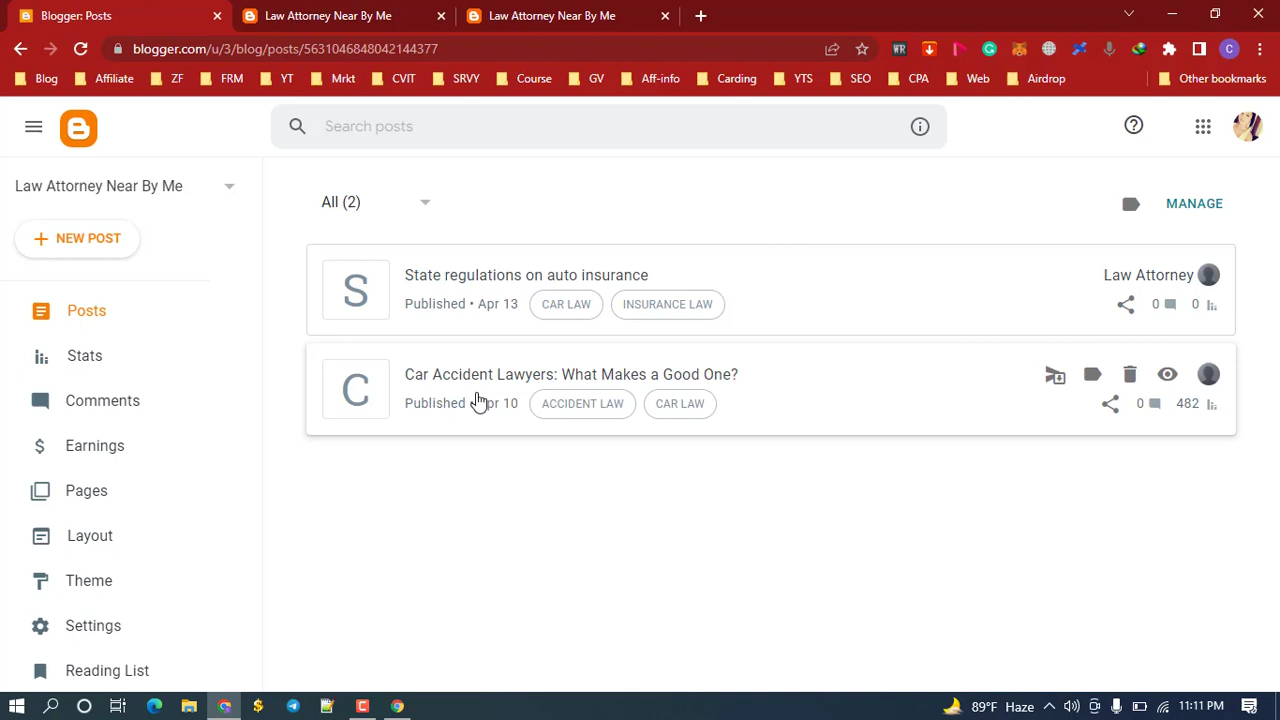 Blogger: Posts
Law Attorney Near By Me
Law Attorney Near By Me
blogger.com/u/3/blog/posts/5631046848042144377
Blog Affiliate ZF FRM YT Mrkt CVIT SRVY Course GV Aff-info Carding YTS SEO CPA Web Airdrop Other bookmarks
Search posts
Law Attorney Near By Me
NEW POST
Posts
Stats
Comments
Earnings
Pages
Layout
Theme
Settings
Reading List
All (2)
MANAGE
S
State regulations on auto insurance
Law Attorney
Published • Apr 13 CAR LAW INSURANCE LAW
0 0
C
Car Accident Lawyers: What Makes a Good One?
Published • Apr 10 ACCIDENT LAW CAR LAW
0 482
89°F Haze 11:11 PM